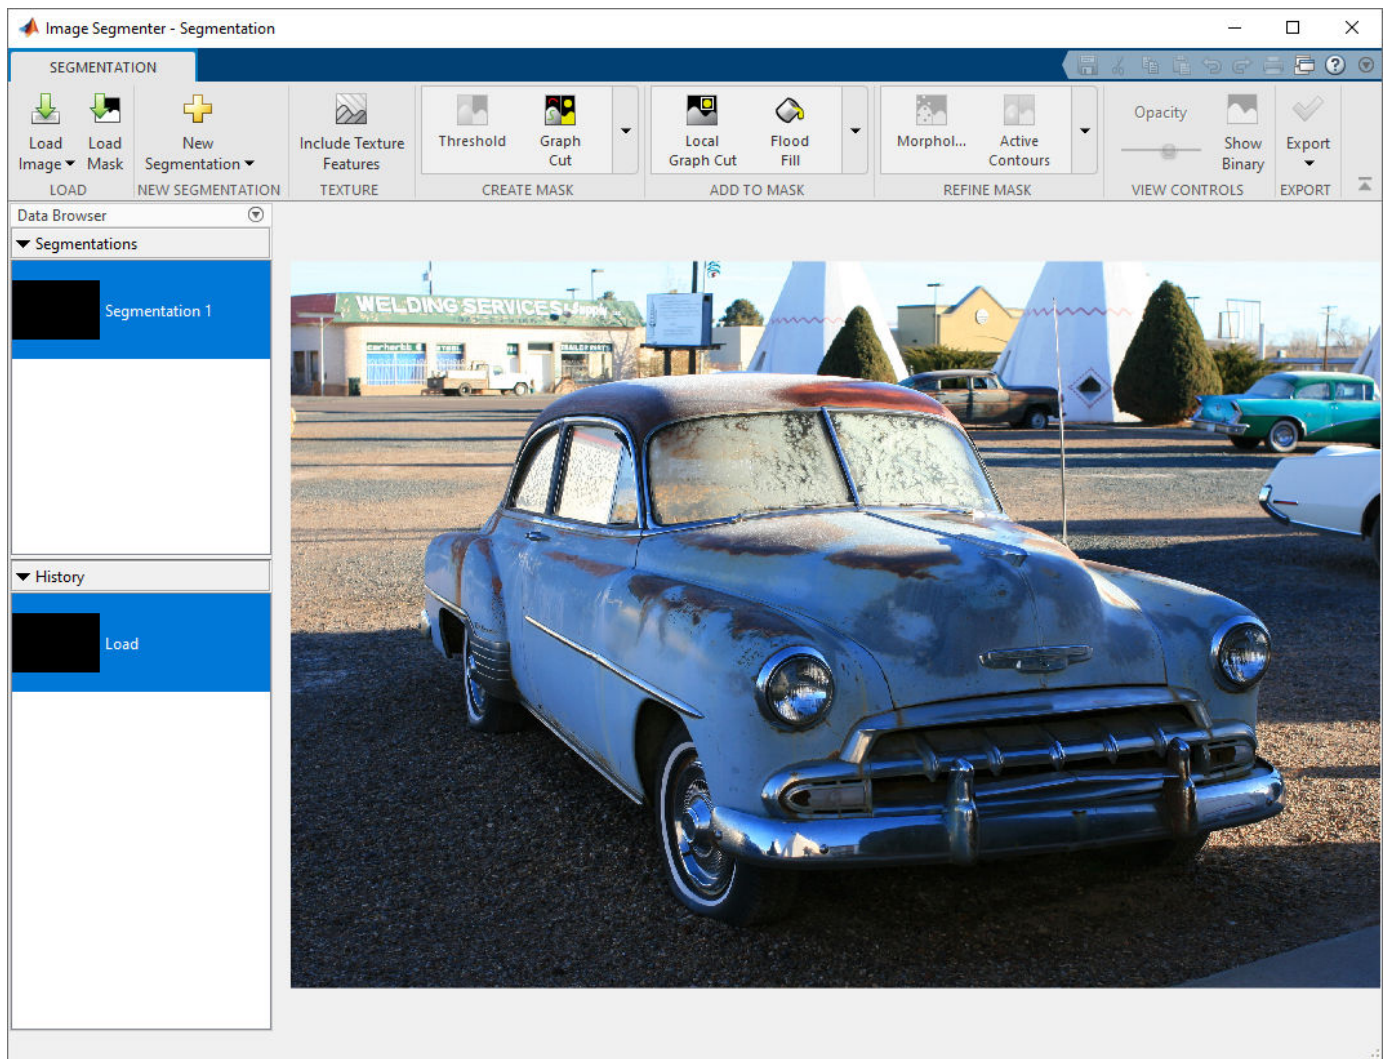 Image Segmenter - Segmentation
SEGMENTATION
Load Image
Load Mask
New Segmentation
Include Texture Features
Threshold
Graph Cut
Local Graph Cut
Flood Fill
Morphol...
Active Contours
Opacity
Show Binary
Export
LOAD
NEW SEGMENTATION
TEXTURE
CREATE MASK
ADD TO MASK
REFINE MASK
VIEW CONTROLS
EXPORT
Data Browser
Segmentations
Segmentation 1
History
Load
WELDING SERVICES & Supply